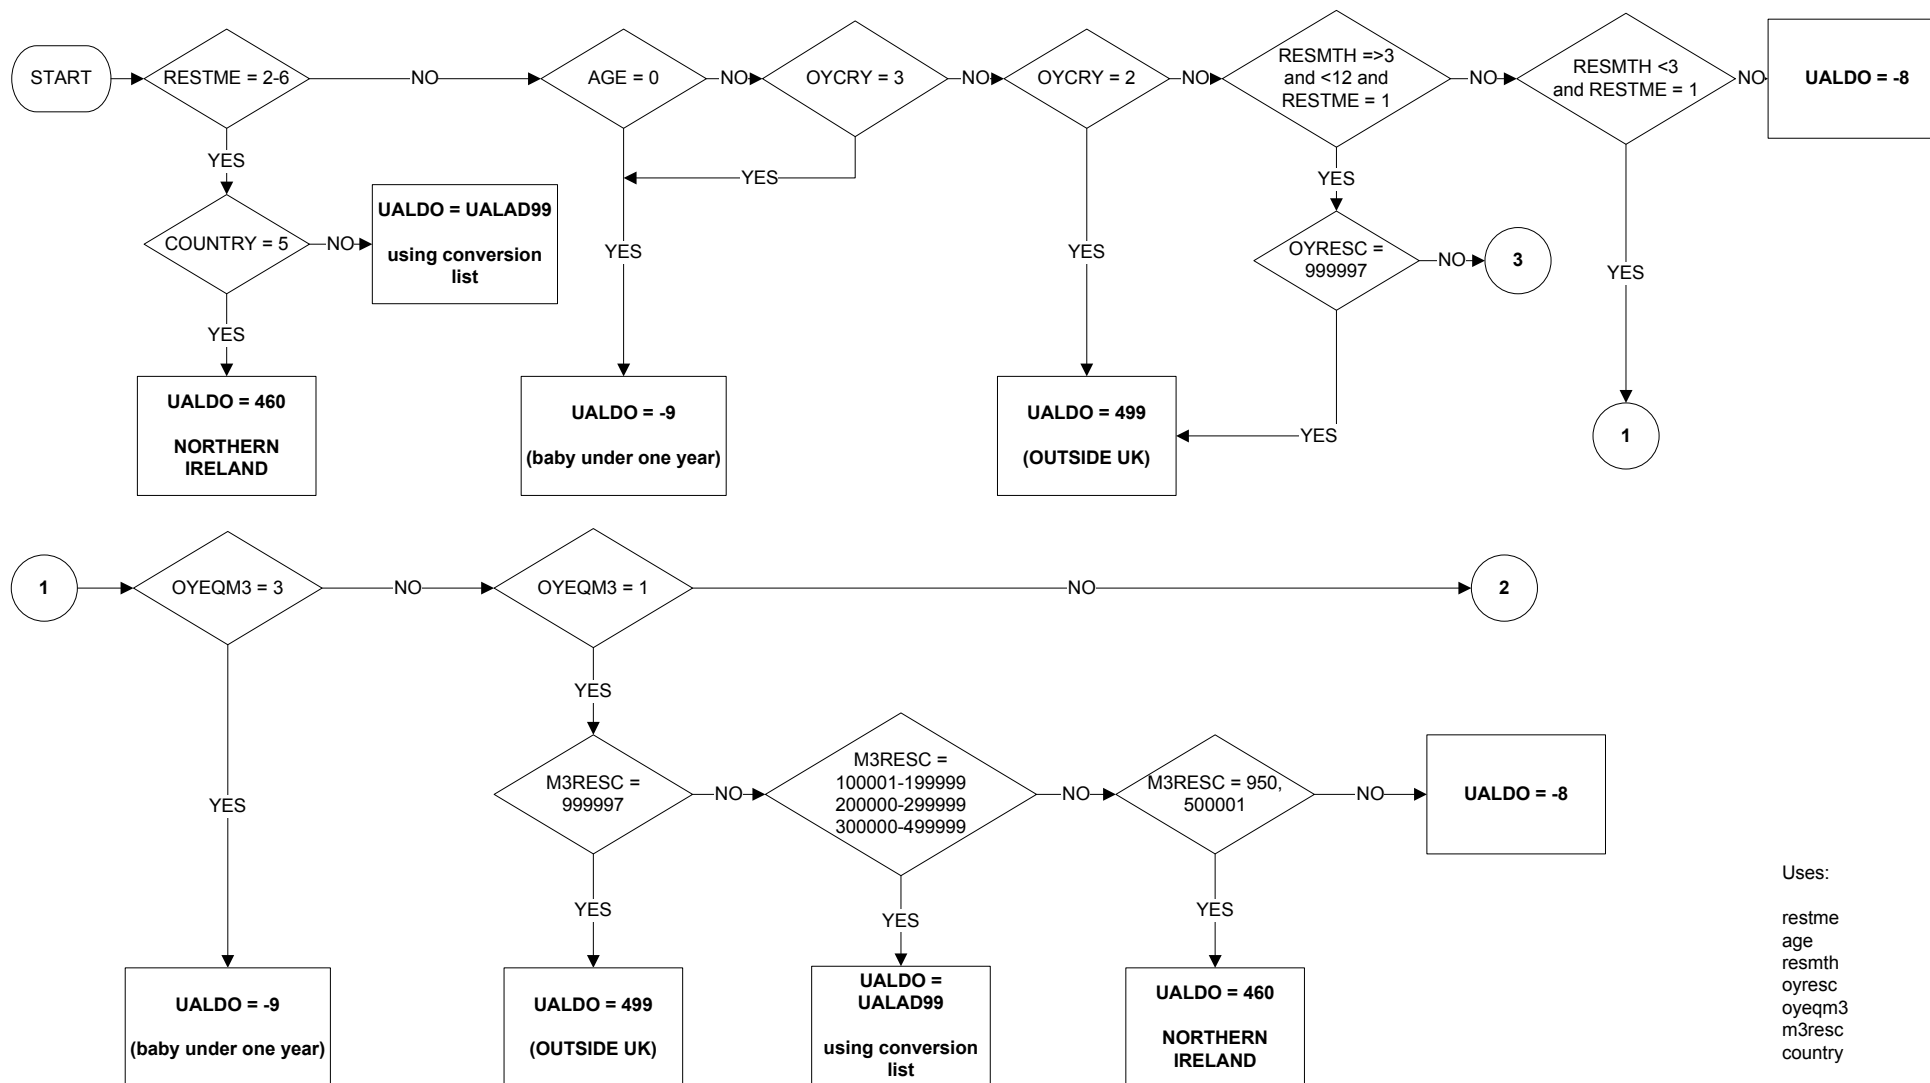 START
RESTME = 2-6
NO
AGE = 0
NO
OYCRY = 3
NO
OYCRY = 2
NO
RESMTH =>3
and <12 and
RESTME = 1
NO
RESMTH <3
and RESTME = 1
NO
UALDO = -8
YES
YES
YES
COUNTRY = 5
NO
UALDO = UALAD99
using conversion
list
YES
YES
YES
OYRESC =
999997
NO
3
YES
YES
UALDO = 460
NORTHERN
IRELAND
UALDO = -9
(baby under one year)
UALDO = 499
(OUTSIDE UK)
YES
1
1
OYEQM3 = 3
NO
OYEQM3 = 1
NO
2
YES
YES
M3RESC =
999997
NO
M3RESC =
100001-199999
200000-299999
300000-499999
NO
M3RESC = 950,
500001
NO
UALDO = -8
YES
YES
YES
UALDO = -9
(baby under one year)
UALDO = 499
(OUTSIDE UK)
UALDO =
UALAD99
using conversion
list
UALDO = 460
NORTHERN
IRELAND
Uses:
restme
age
resmth
oyresc
oyeqm3
m3resc
country